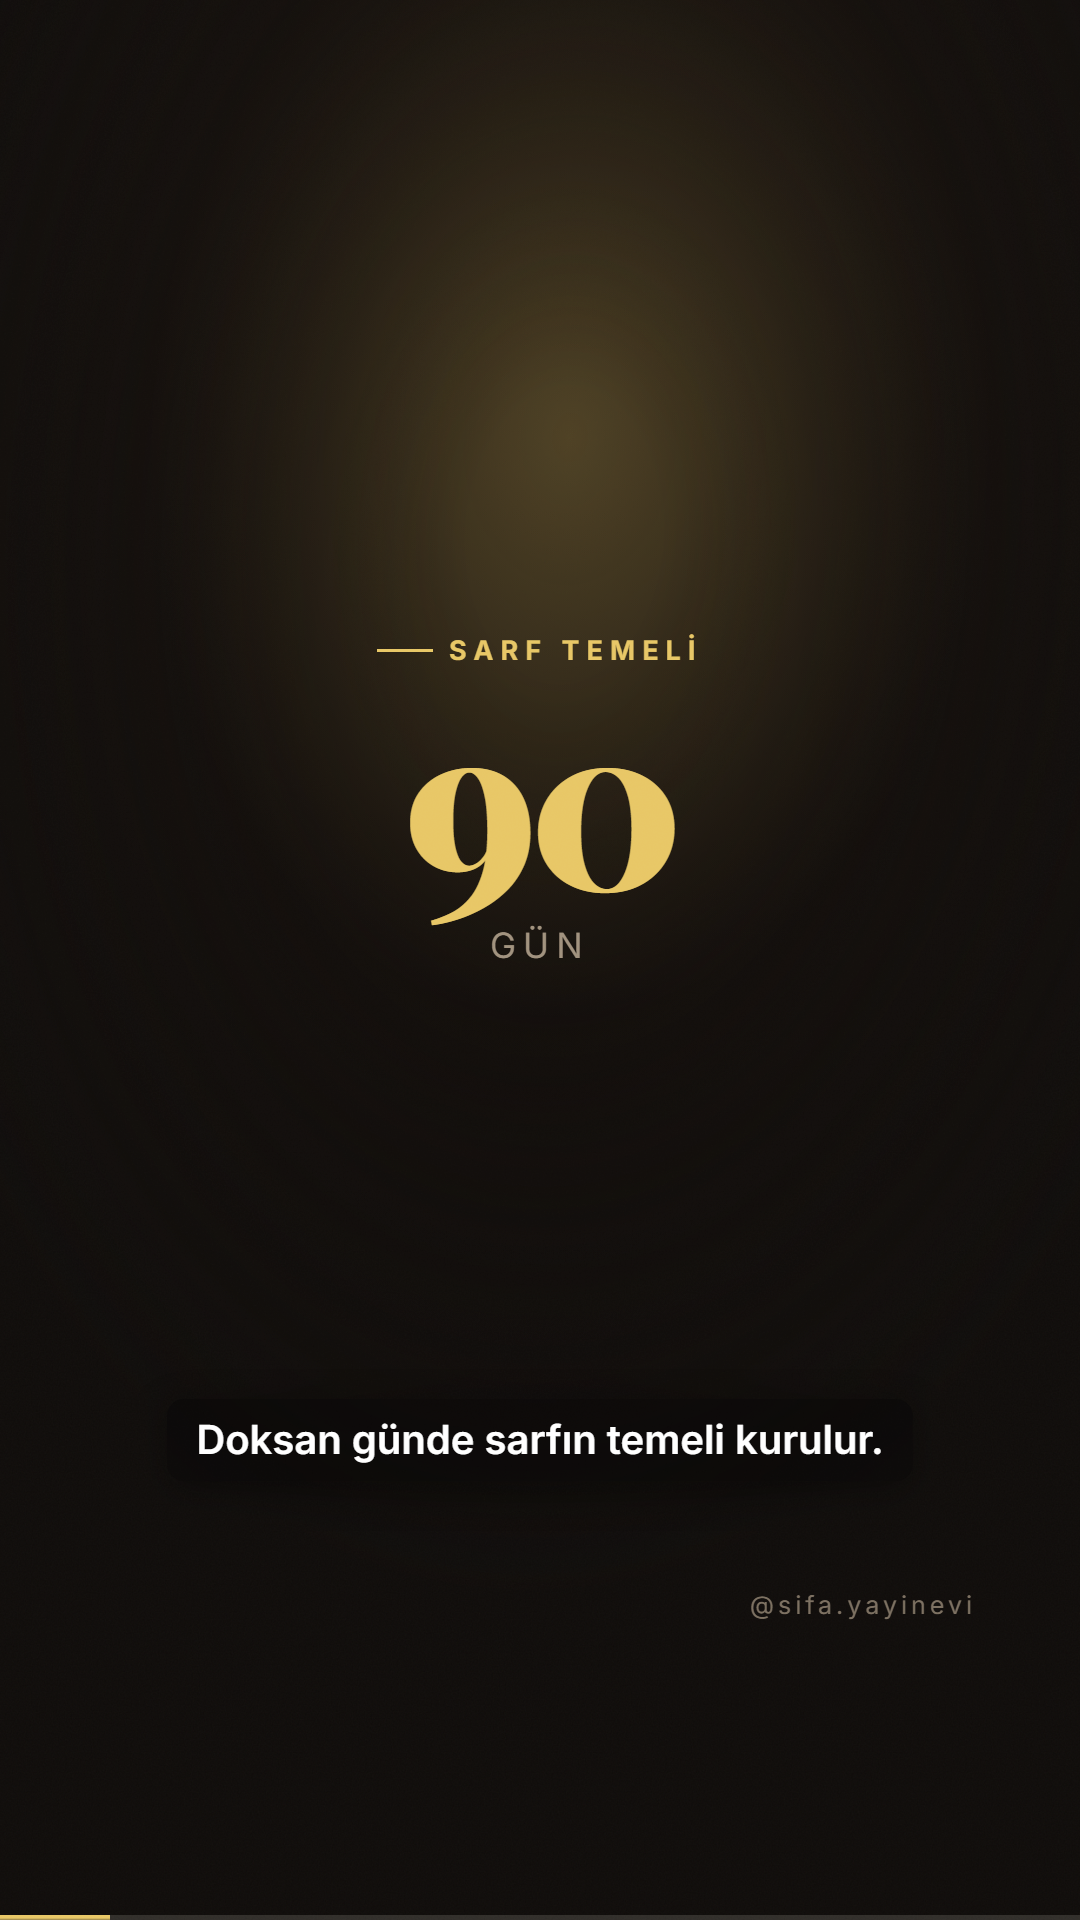 SARF TEMELİ
90
GÜN
Doksan günde sarfın temeli kurulur.
@sifa.yayinevi